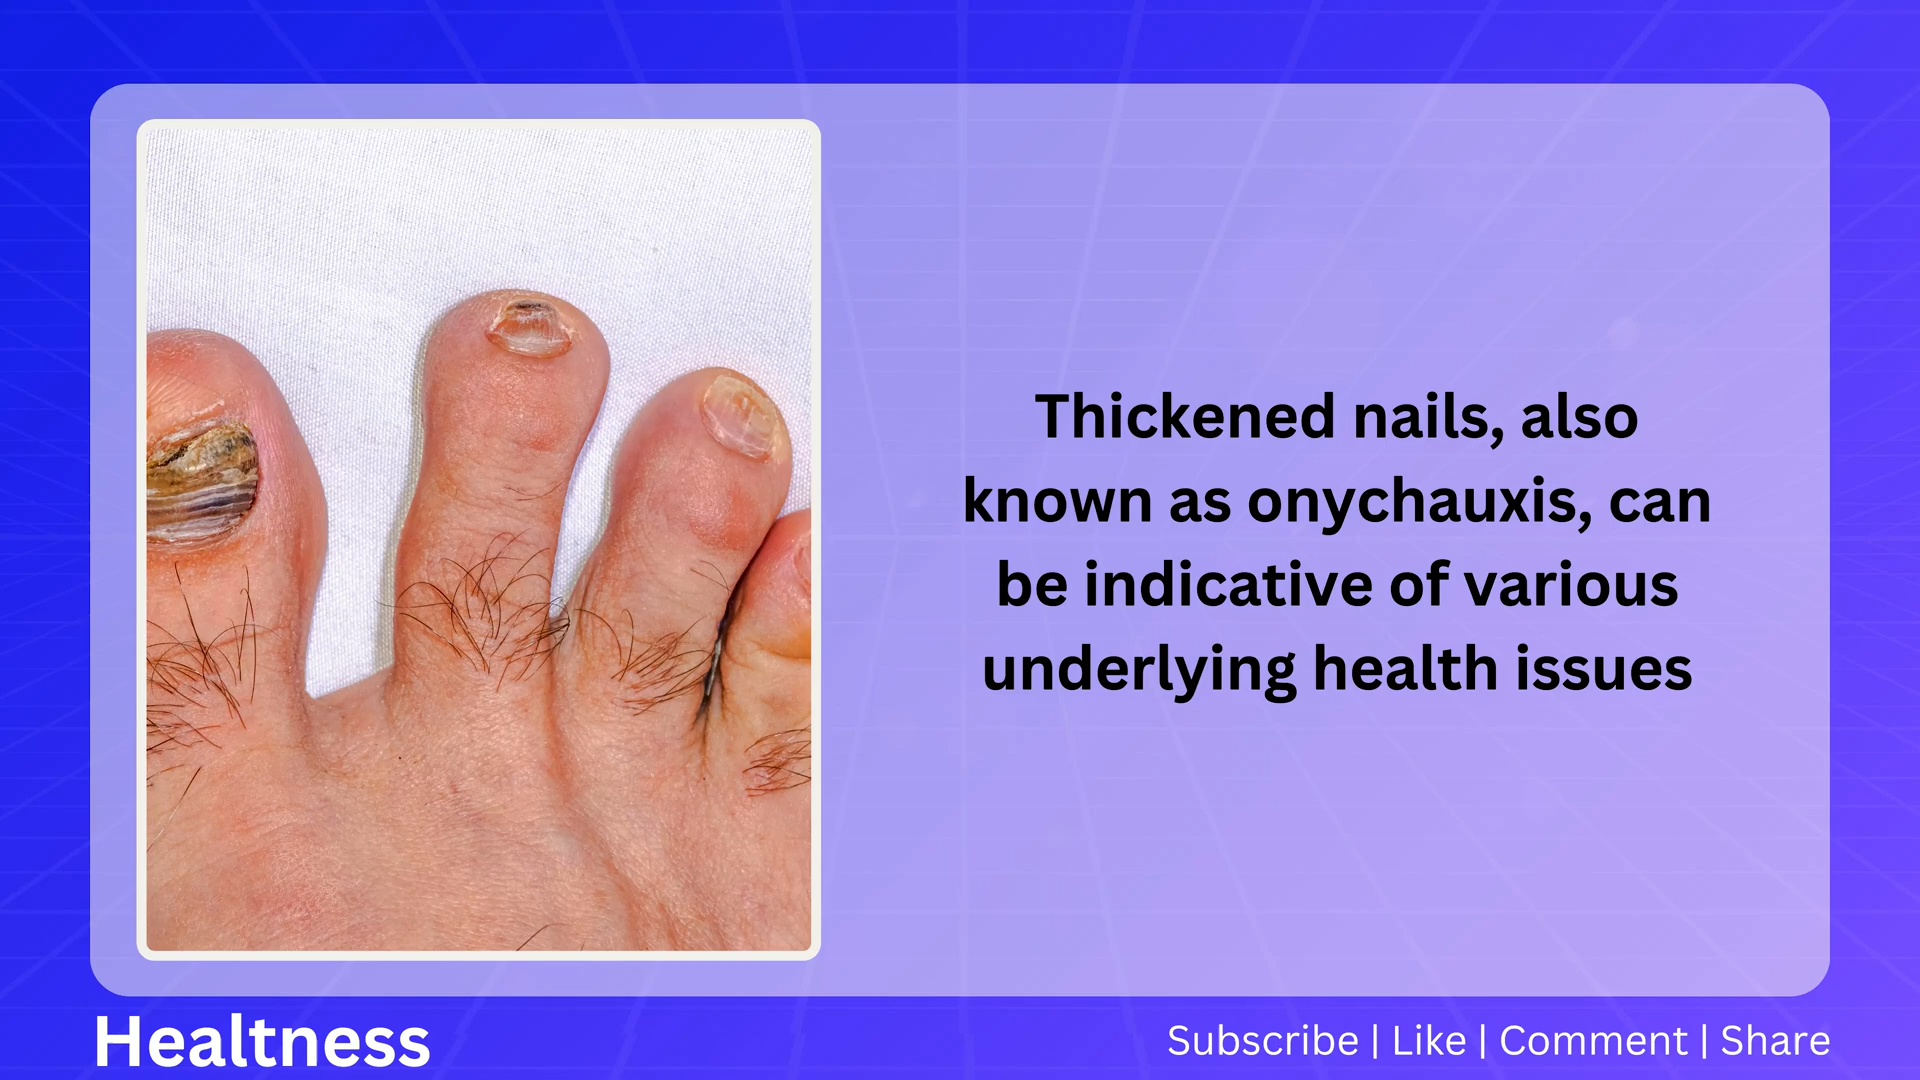 Thickened nails, also
known as onychauxis, can
be indicative of various
underlying health issues
Healtness
Subscribe | Like | Comment | Share